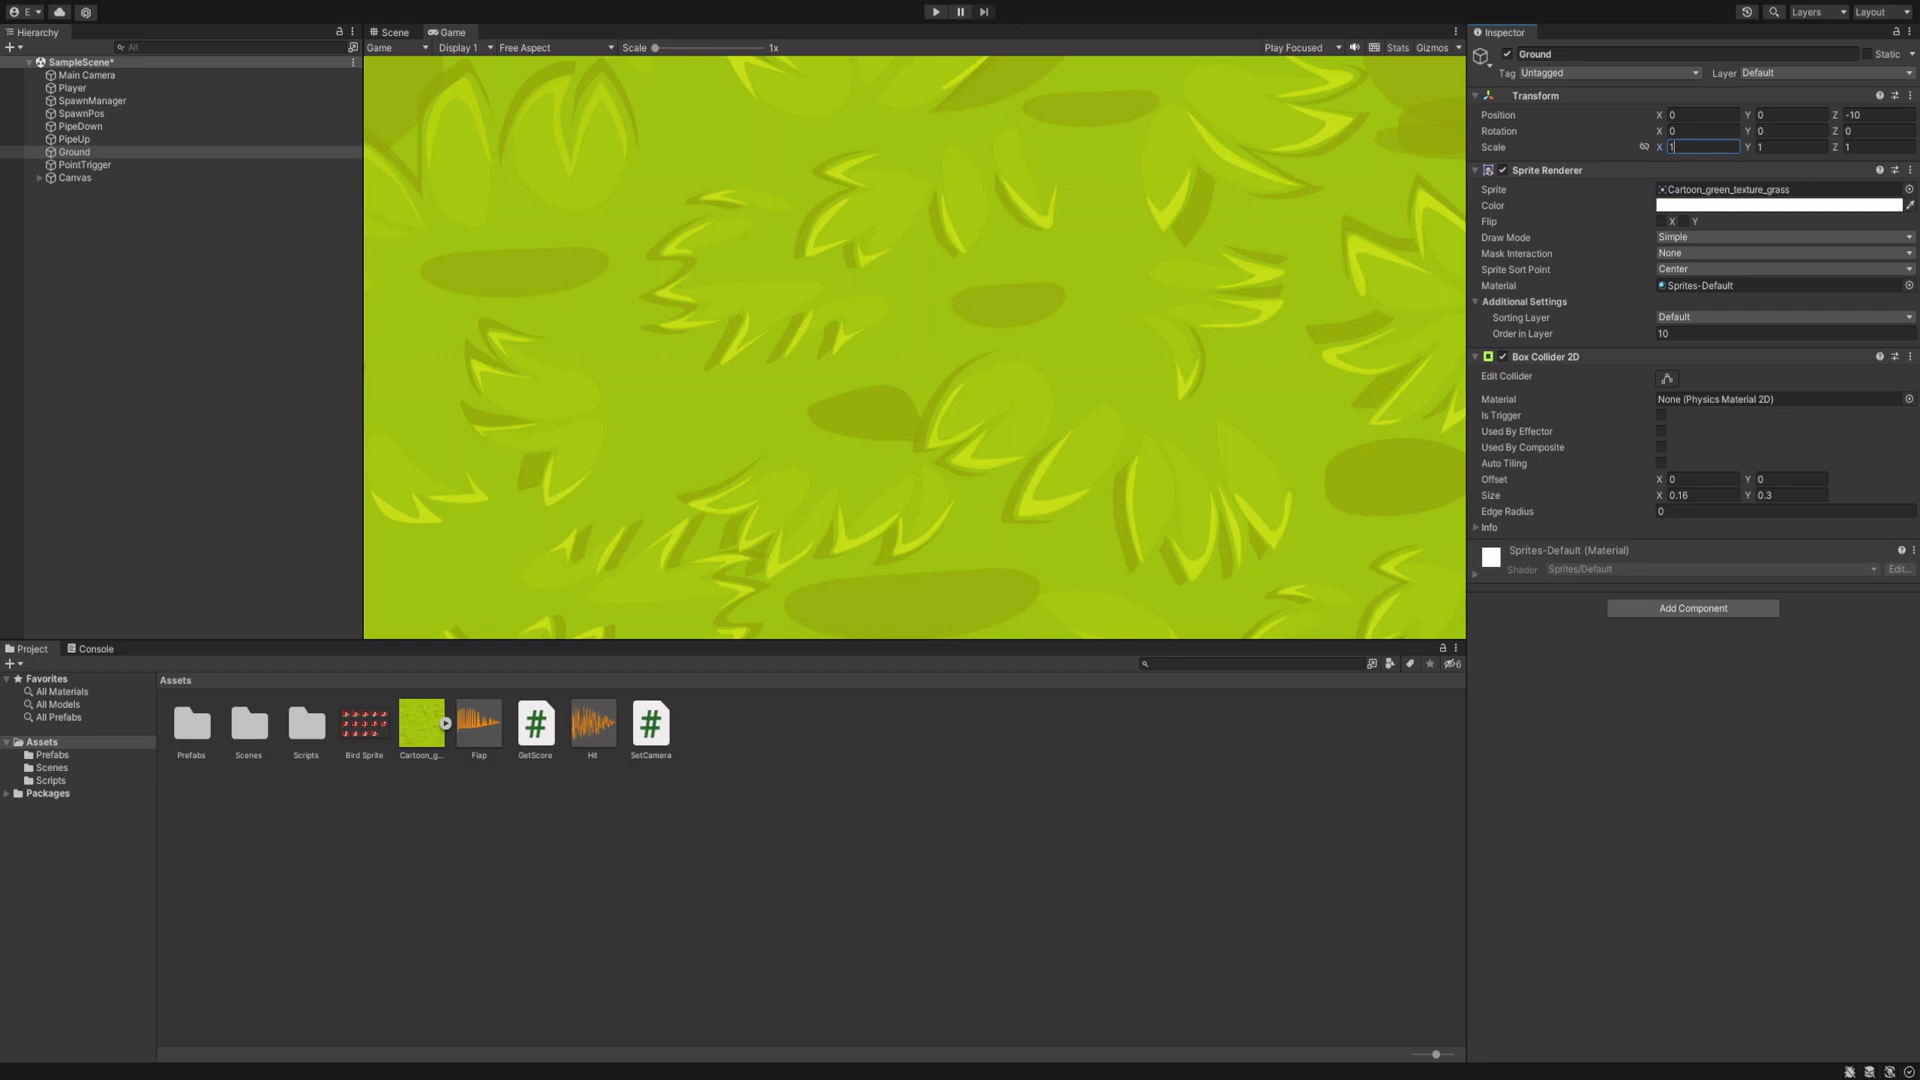 E
Layers
Layout
Hierarchy
All
SampleScene*
Main Camera
Player
SpawnManager
SpawnPos
PipeDown
PipeUp
Ground
PointTrigger
Canvas
Scene Game
Game Display 1 Free Aspect Scale 1x Play Focused Stats Gizmos
Inspector
Ground Static
Tag Untagged Layer Default
Transform
Position X 0 Y 0 Z -10
Rotation X 0 Y 0 Z 0
Scale X 1 Y 1 Z 1
Sprite Renderer
Sprite Cartoon_green_texture_grass
Color
Flip X Y
Draw Mode Simple
Mask Interaction None
Sprite Sort Point Center
Material Sprites-Default
Additional Settings
Sorting Layer Default
Order in Layer 10
Box Collider 2D
Edit Collider
Material None (Physics Material 2D)
Is Trigger
Used By Effector
Used By Composite
Auto Tiling
Offset X 0 Y 0
Size X 0.16 Y 0.3
Edge Radius 0
Info
Sprites-Default (Material)
Shader Sprites/Default Edit...
Add Component
Project Console
6
Favorites
All Materials
All Models
All Prefabs
Assets
Prefabs
Scenes
Scripts
Packages
Assets
Prefabs Scenes Scripts Bird Sprite Cartoon_g... Flap GetScore Hit SetCamera